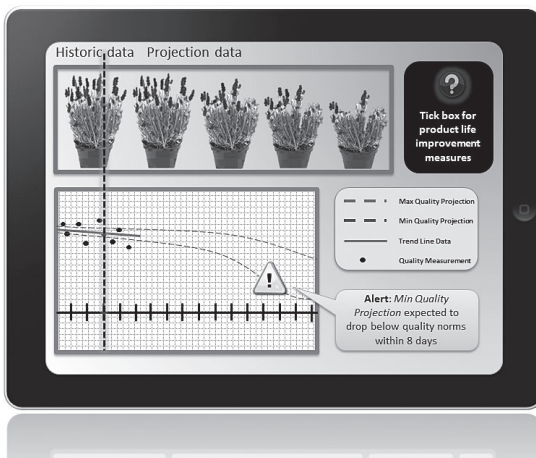 Historic data Projection data
?
Tick box for
product life
improvement
measures
Max Quality Projection
Min Quality Projection
Trend Line Data
Quality Measurement
!
Alert: Min Quality
Projection expected to
drop below quality norms
within 8 days